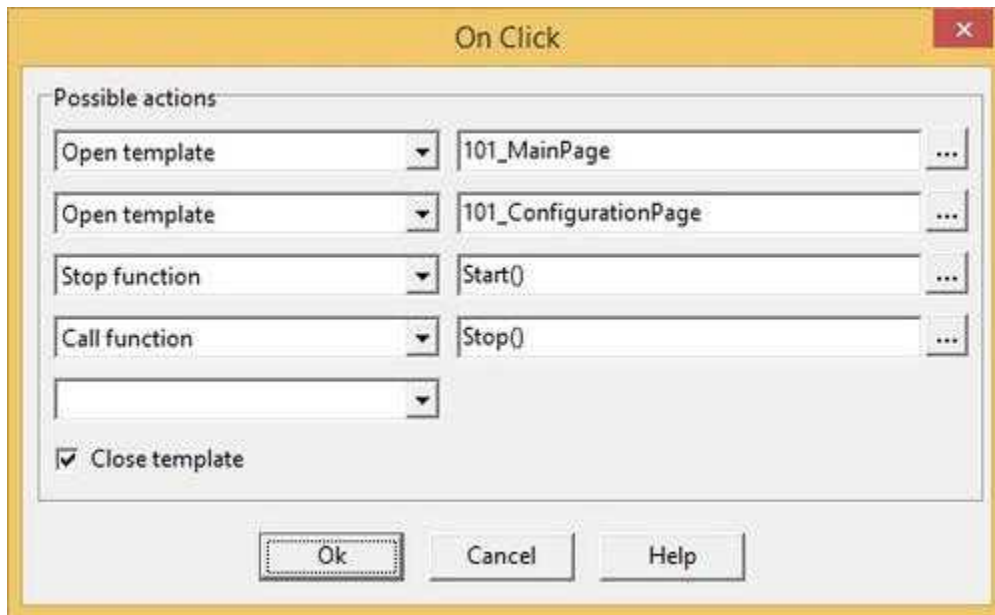 On Click
Possible actions
Open template 101_MainPage ...
Open template 101_ConfigurationPage ...
Stop function Start() ...
Call function Stop() ...
Close template
Ok Cancel Help